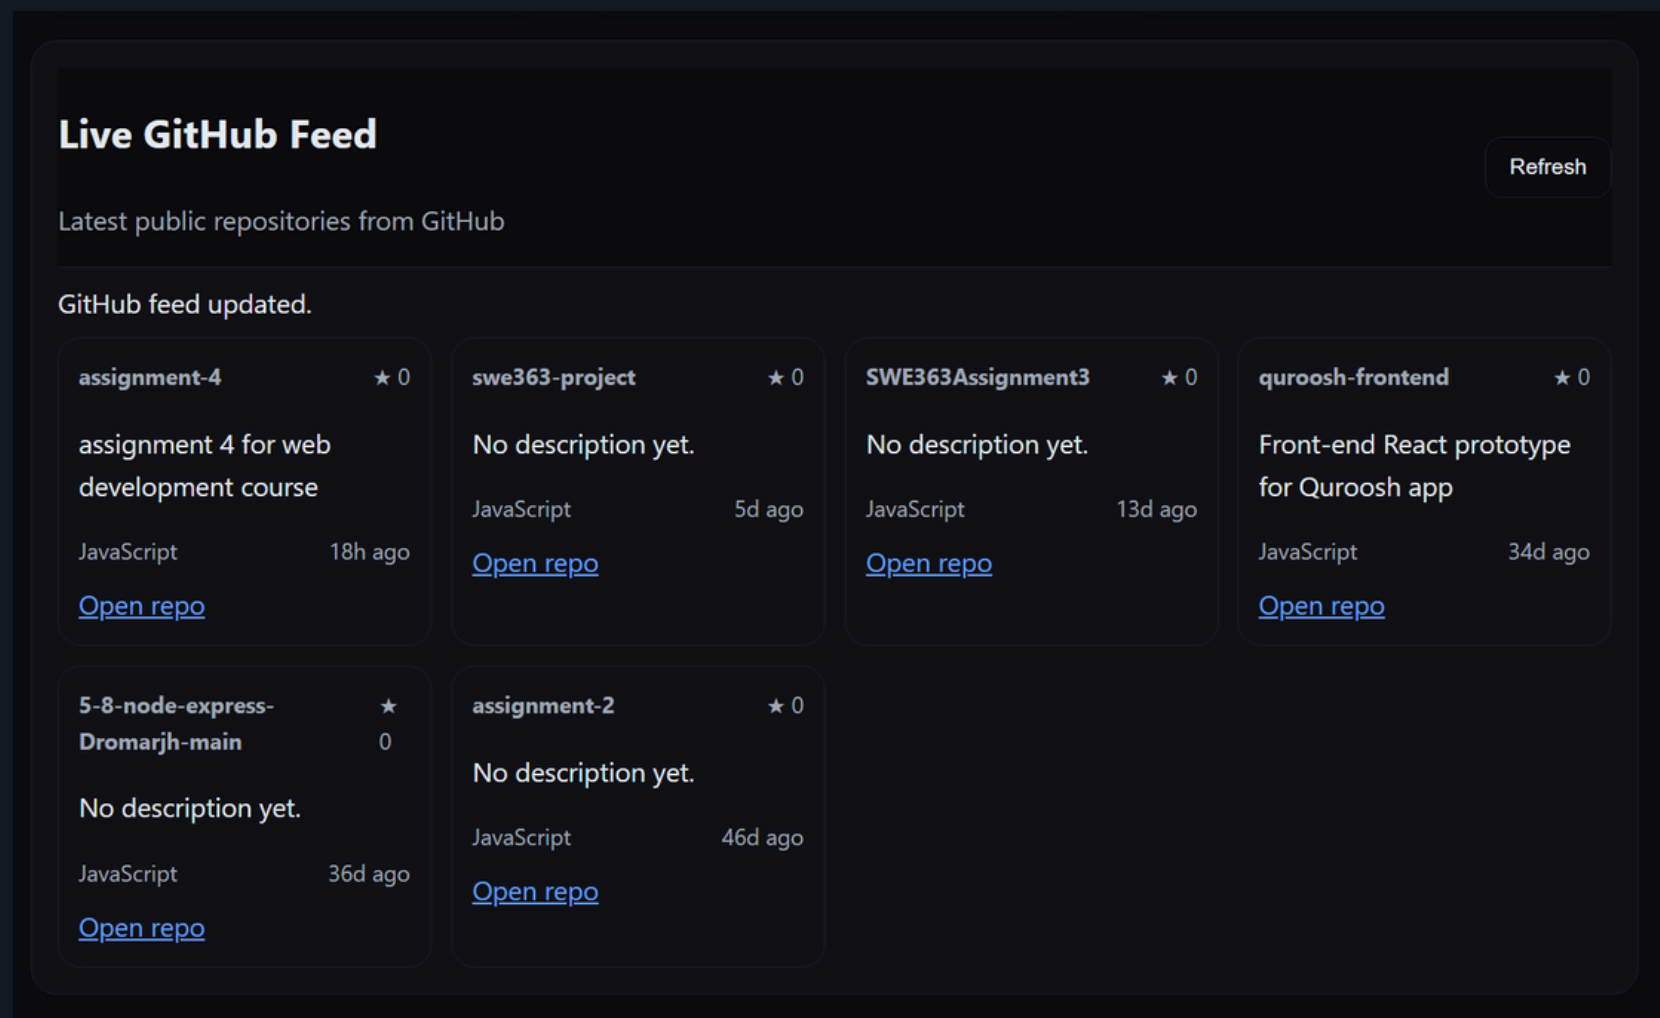 Live GitHub Feed
Refresh
Latest public repositories from GitHub
GitHub feed updated.
assignment-4 ★ 0
assignment 4 for web
development course
JavaScript 18h ago
Open repo
swe363-project ★ 0
No description yet.
JavaScript 5d ago
Open repo
SWE363Assignment3 ★ 0
No description yet.
JavaScript 13d ago
Open repo
quroosh-frontend ★ 0
Front-end React prototype
for Quroosh app
JavaScript 34d ago
Open repo
5-8-node-express- ★
Dromarjh-main 0
No description yet.
JavaScript 36d ago
Open repo
assignment-2 ★ 0
No description yet.
JavaScript 46d ago
Open repo